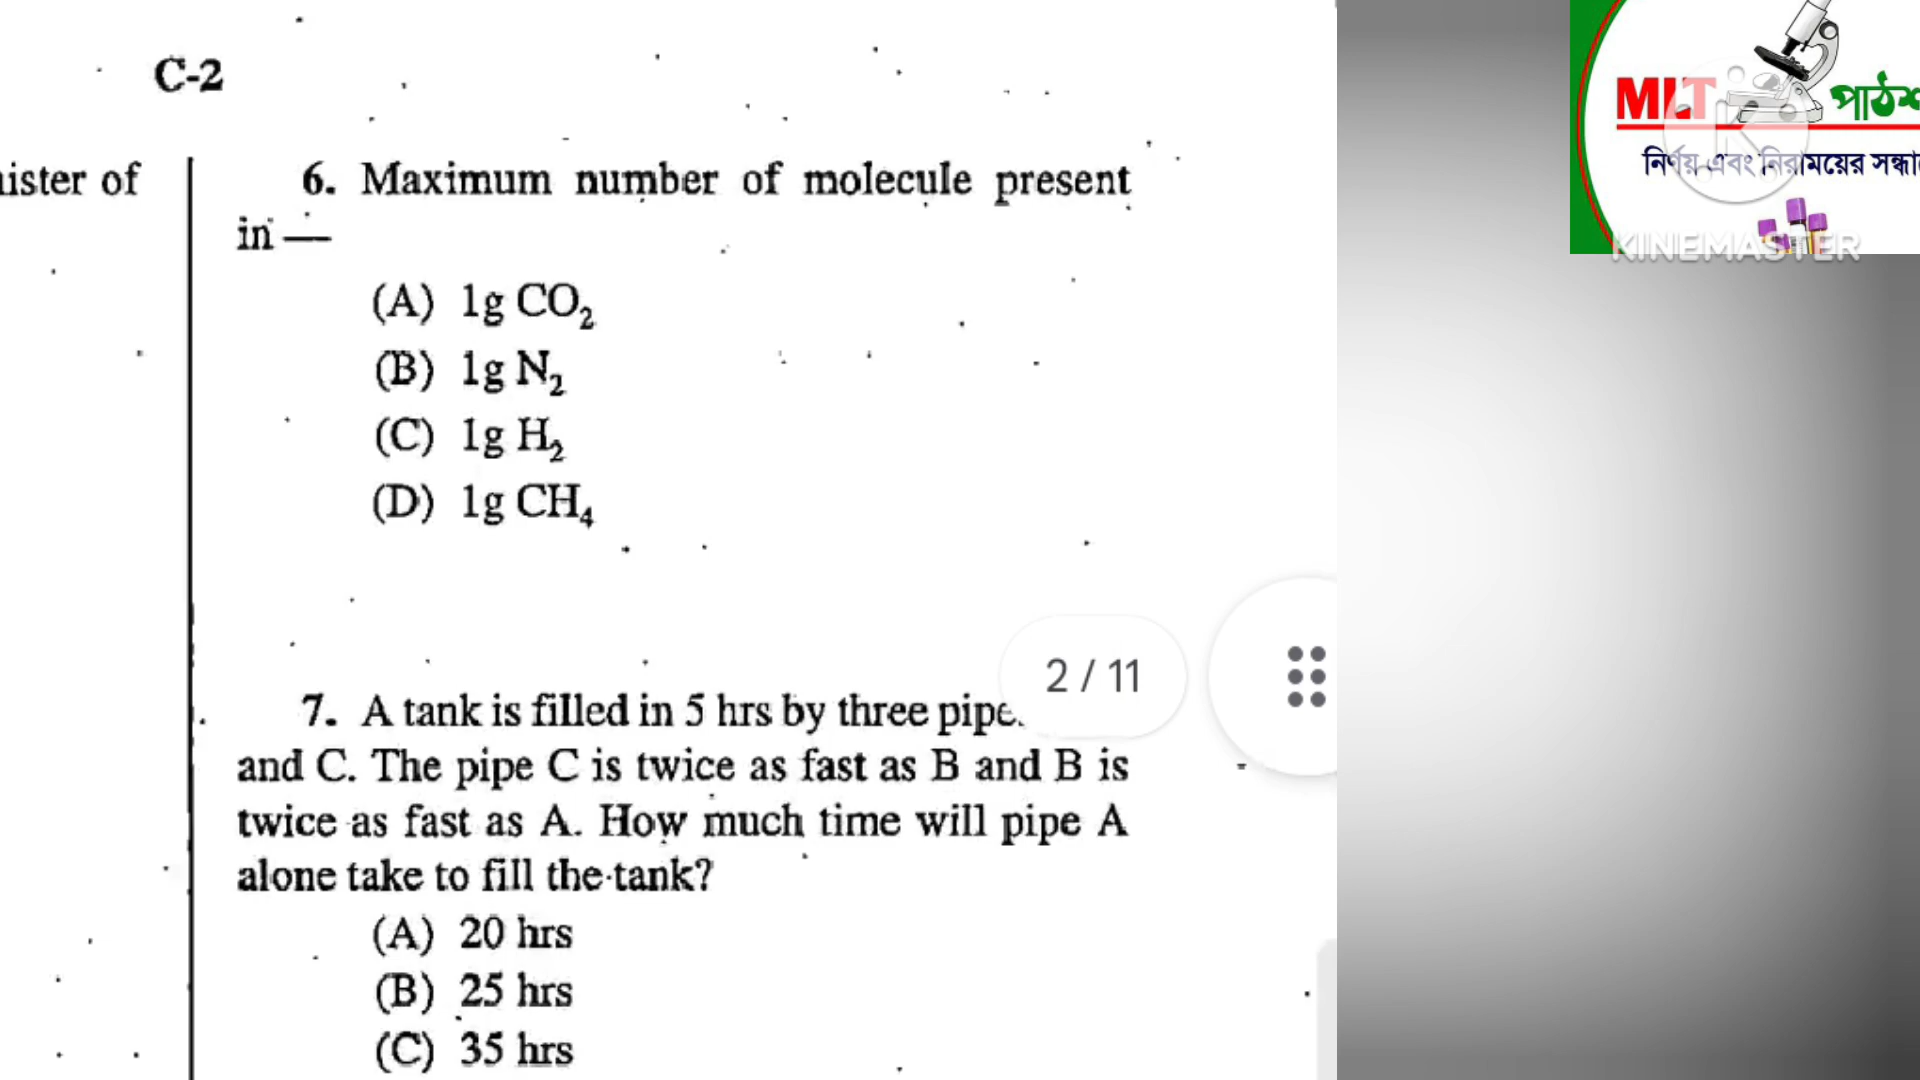 C-2
ister of
6. Maximum number of molecule present
in —
(A) 1g CO₂
(B) 1g N₂
(C) 1g H₂
(D) 1g CH₄
7. A tank is filled in 5 hrs by three pipe
and C. The pipe C is twice as fast as B and B is
twice as fast as A. How much time will pipe A
alone take to fill the tank?
(A) 20 hrs
(B) 25 hrs
(C) 35 hrs
2 / 11
MLT পাঠশ
নির্ণয় এবং নিরাময়ের সন্ধা
KINEMASTER